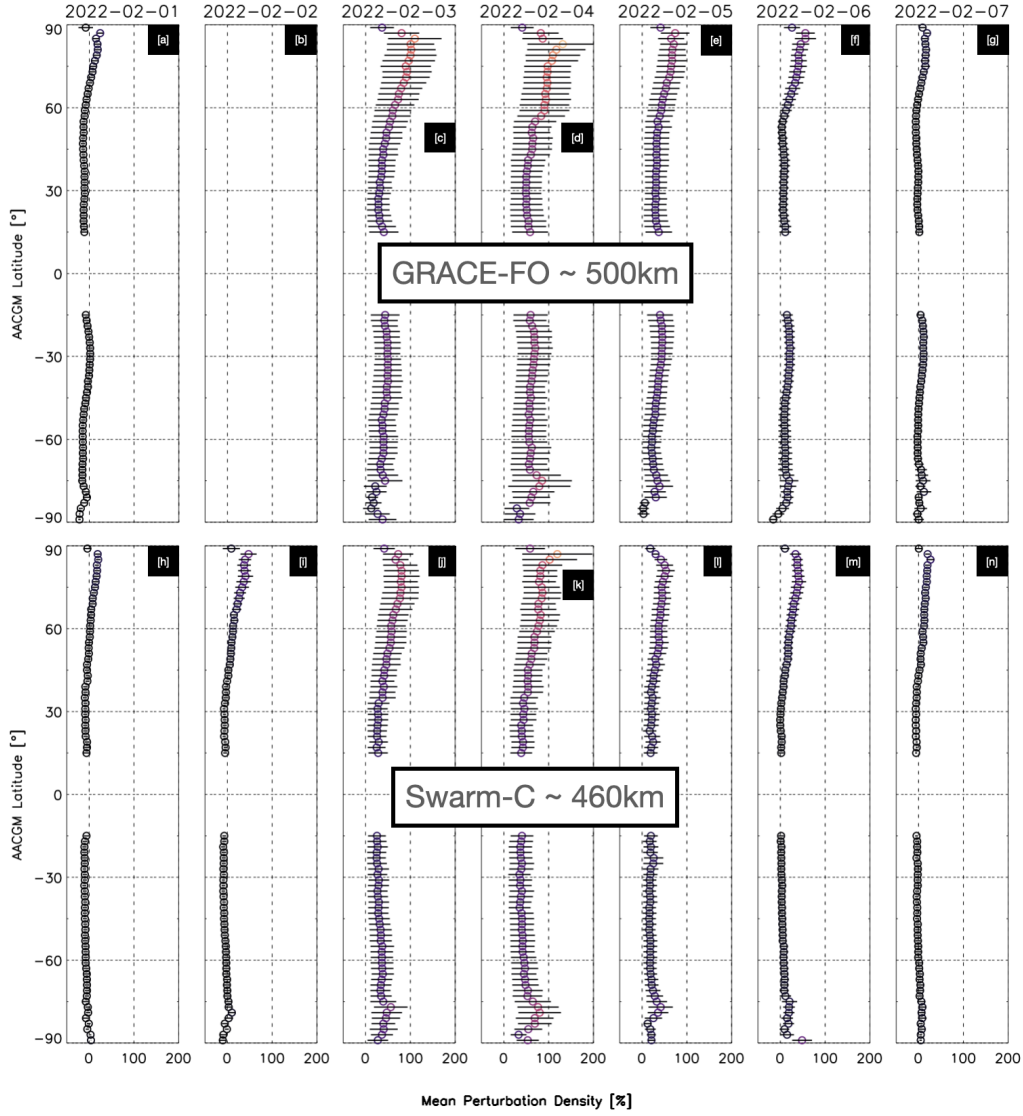 2022-02-01 2022-02-02 2022-02-03 2022-02-04 2022-02-05 2022-02-06 2022-02-07
90
[a] [b] [c] [d] [e] [f] [g]
60
30
AACGM Latitude [°]
0
GRACE-FO ~ 500km
-30
-60
-90
90
[h] [i] [j] [k] [l] [m] [n]
60
30
AACGM Latitude [°]
0
Swarm-C ~ 460km
-30
-60
-90
0 100 200 0 100 200 0 100 200 0 100 200 0 100 200 0 100 200 0 100 200
Mean Perturbation Density [%]